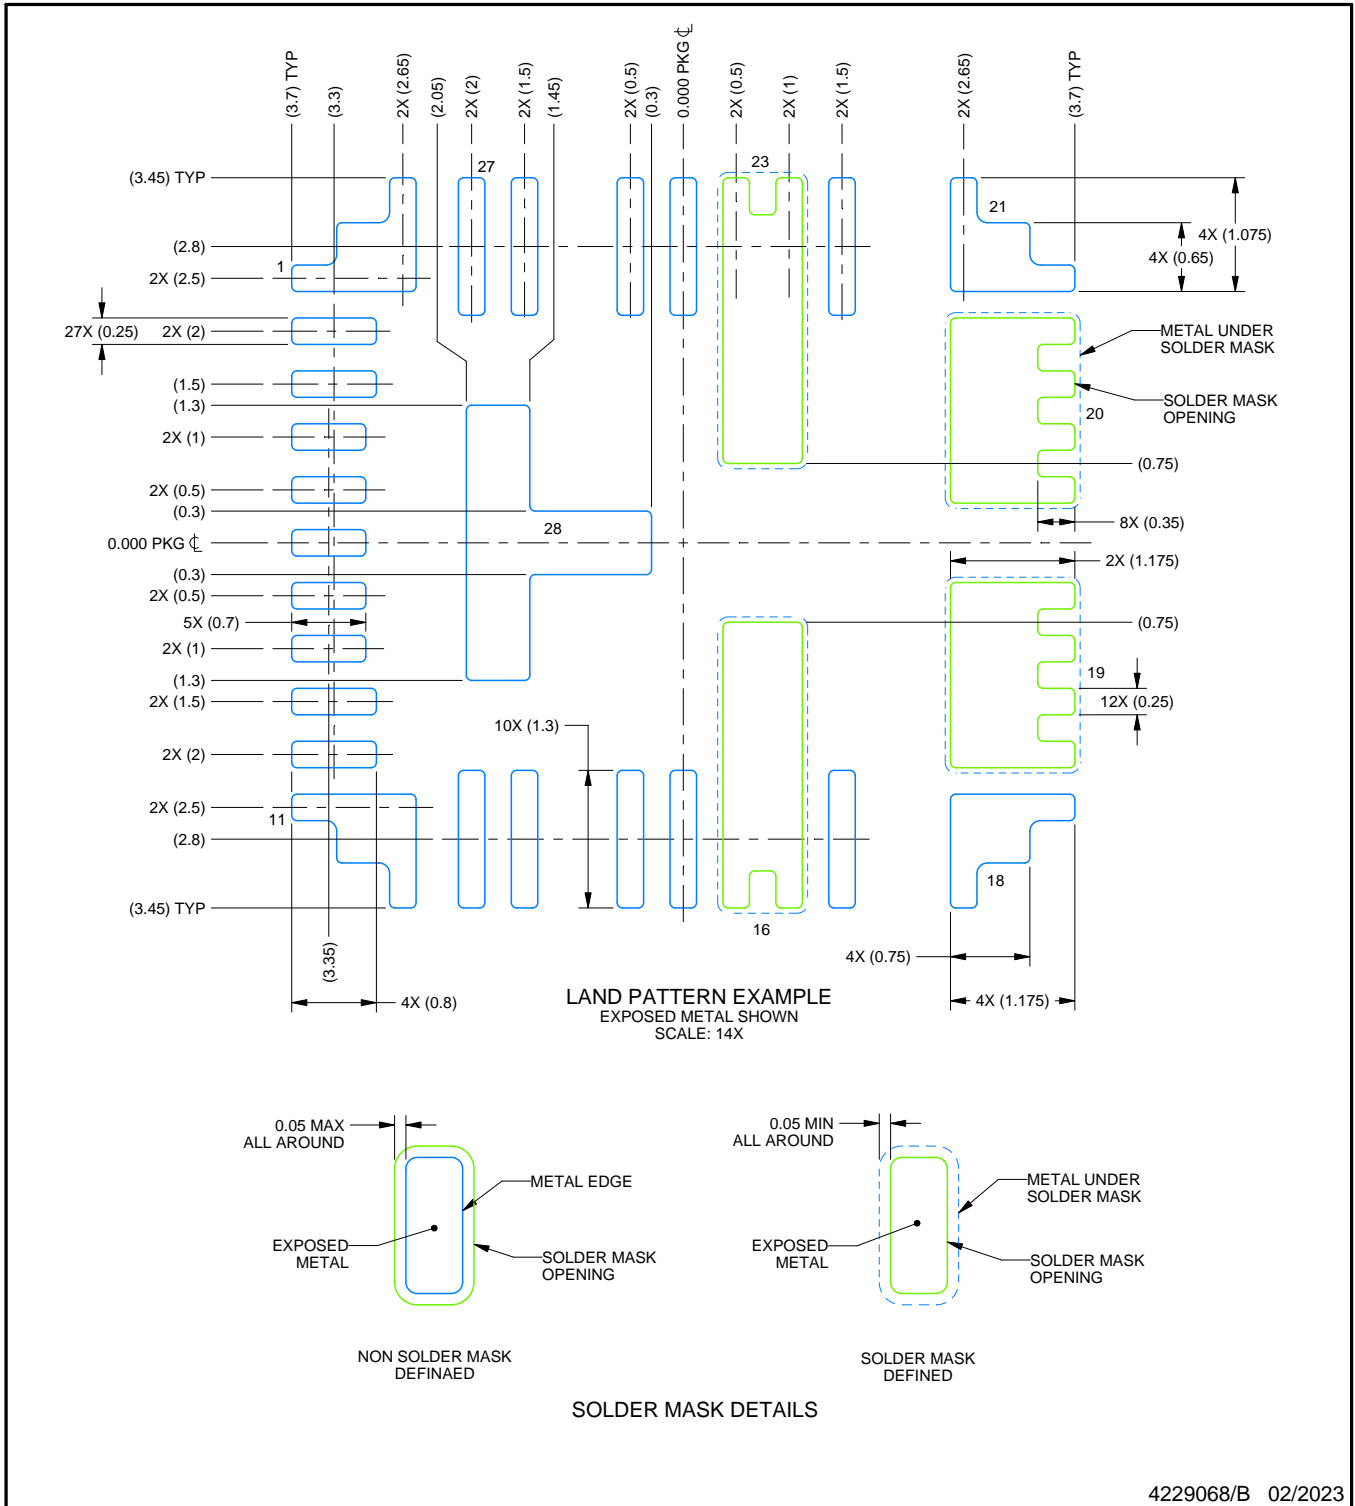 (3.7) TYP
(3.3)
2X (2.65)
(2.05)
2X (2)
2X (1.5)
(1.45)
2X (0.5)
(0.3)
0.000 PKG ℄
2X (0.5)
2X (1)
2X (1.5)
2X (2.65)
(3.7) TYP
(3.45) TYP
27
23
21
(2.8)
4X (1.075)
4X (0.65)
1
2X (2.5)
27X (0.25)
2X (2)
METAL UNDER
SOLDER MASK
(1.5)
(1.3)
SOLDER MASK
OPENING
20
2X (1)
(0.75)
2X (0.5)
(0.3)
28
8X (0.35)
0.000 PKG ℄
2X (1.175)
(0.3)
2X (0.5)
5X (0.7)
(0.75)
2X (1)
19
(1.3)
2X (1.5)
12X (0.25)
10X (1.3)
2X (2)
2X (2.5)
11
(2.8)
18
(3.45) TYP
16
(3.35)
4X (0.75)
4X (0.8)
4X (1.175)
LAND PATTERN EXAMPLE
EXPOSED METAL SHOWN
SCALE: 14X
0.05 MAX
ALL AROUND
METAL EDGE
EXPOSED
METAL
SOLDER MASK
OPENING
NON SOLDER MASK
DEFINAED
0.05 MIN
ALL AROUND
METAL UNDER
SOLDER MASK
EXPOSED
METAL
SOLDER MASK
OPENING
SOLDER MASK
DEFINED
SOLDER MASK DETAILS
4229068/B 02/2023